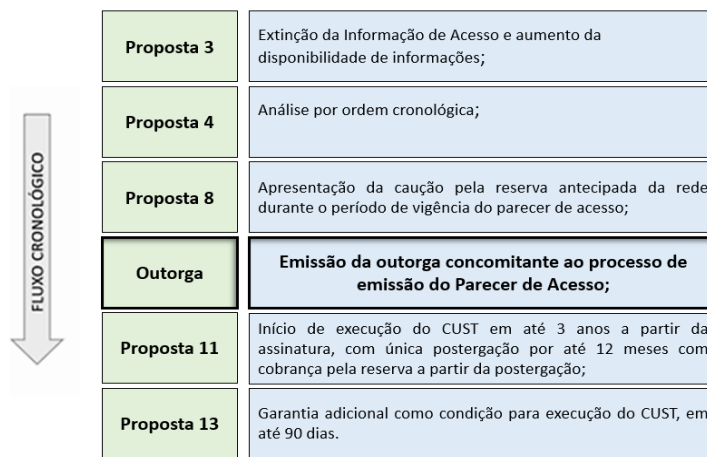 Proposta 3
Extinção da Informação de Acesso e aumento da
disponibilidade de informações;
Proposta 4
Análise por ordem cronológica;
FLUXO CRONOLÓGICO
Proposta 8
Apresentação da caução pela reserva antecipada da rede
durante o período de vigência do parecer de acesso;
Outorga
Emissão da outorga concomitante ao processo de
emissão do Parecer de Acesso;
Proposta 11
Início de execução do CUST em até 3 anos a partir da
assinatura, com única postergação por até 12 meses com
cobrança pela reserva a partir da postergação;
Proposta 13
Garantia adicional como condição para execução do CUST, em
até 90 dias.